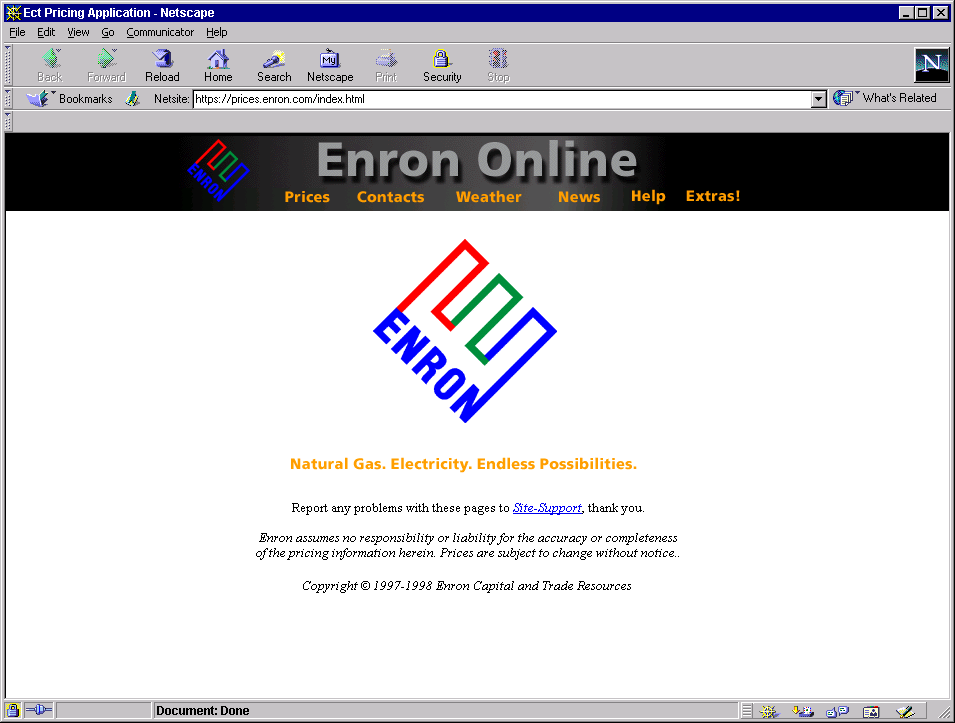 Ect Pricing Application - Netscape
File Edit View Go Communicator Help
Back Forward Reload Home Search My Netscape Print Security Stop
N
Bookmarks Netsite: https://prices.enron.com/index.html What's Related
ENRON
Enron Online
Prices Contacts Weather News Help Extras!
ENRON
Natural Gas. Electricity. Endless Possibilities.
Report any problems with these pages to Site-Support, thank you.
Enron assumes no responsibility or liability for the accuracy or completeness
of the pricing information herein. Prices are subject to change without notice..
Copyright © 1997-1998 Enron Capital and Trade Resources
Document: Done